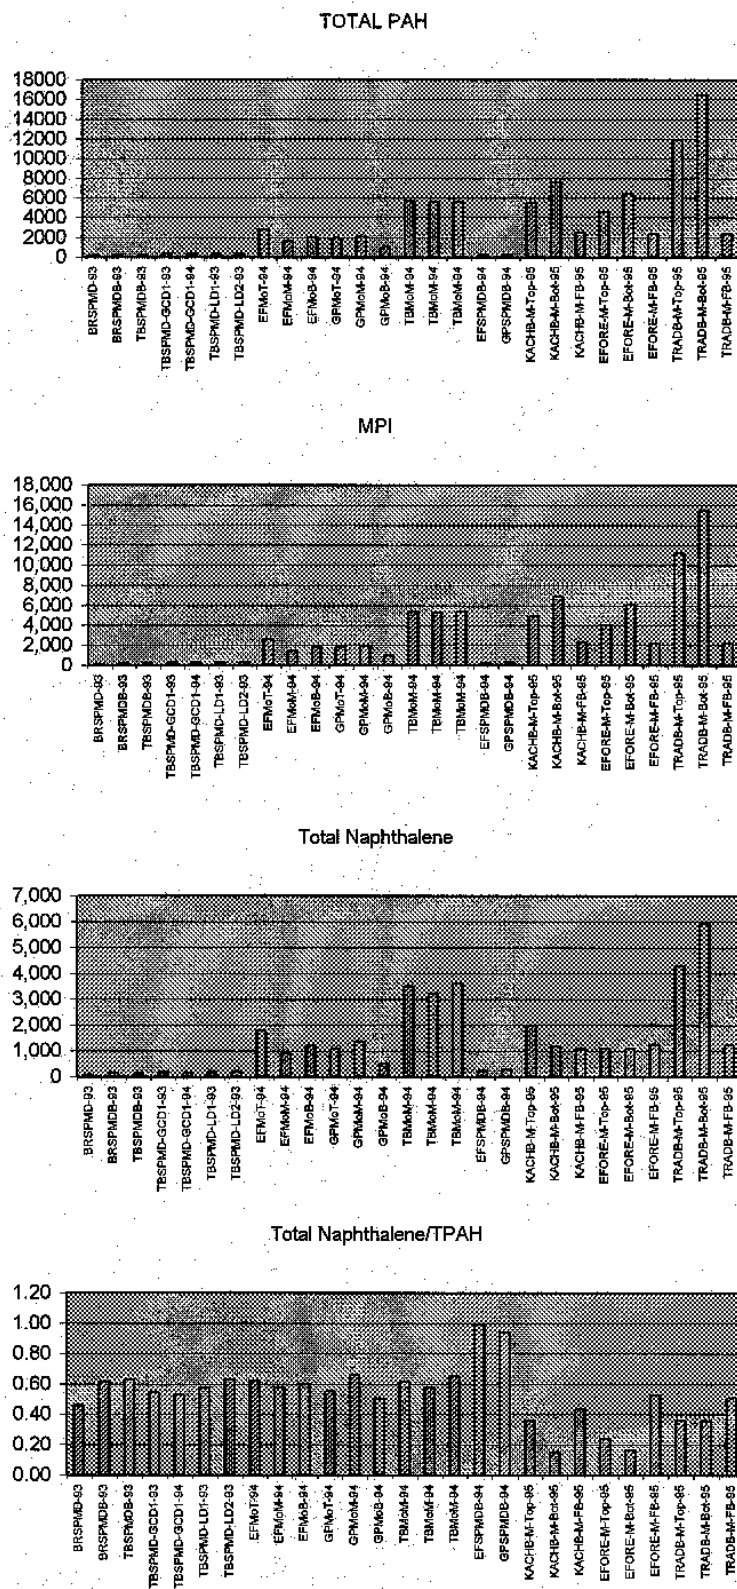 TOTAL PAH
18000
16000
14000
12000
10000
8000
6000
4000
2000
0
BRSPMD-93
BRSPMDB-93
TBSPMDB-93
TBSPMD-GCD1-93
TBSPMD-GCD1-94
TBSPMD-LD1-93
TBSPMD-LD2-93
EFMoT-94
EFMoM-94
EFMoB-94
GPMoT-94
GPMoM-94
GPMoB-94
TBMoM-94
TBMoM-94
TBMoM-94
EFSPMDB-94
GPSPMDB-94
KACHB-M-Top-95
KACHB-M-Bot-95
KACHB-M-FB-95
EFORE-M-Top-95
EFORE-M-Bot-95
EFORE-M-FB-95
TRADB-M-Top-95
TRADB-M-Bot-95
TRADB-M-FB-95
MPI
18,000
16,000
14,000
12,000
10,000
8,000
6,000
4,000
2,000
0
BRSPMD-93
BRSPMDB-93
TBSPMDB-93
TBSPMD-GCD1-93
TBSPMD-GCD1-94
TBSPMD-LD1-93
TBSPMD-LD2-93
EFMoT-94
EFMoM-94
EFMoB-94
GPMoT-94
GPMoM-94
GPMoB-94
TBMoM-94
TBMoM-94
TBMoM-94
EFSPMDB-94
GPSPMDB-94
KACHB-M-Top-95
KACHB-M-Bot-95
KACHB-M-FB-95
EFORE-M-Top-95
EFORE-M-Bot-95
EFORE-M-FB-95
TRADB-M-Top-95
TRADB-M-Bot-95
TRADB-M-FB-95
Total Naphthalene
7,000
6,000
5,000
4,000
3,000
2,000
1,000
0
BRSPMD-93
BRSPMDB-93
TBSPMDB-93
TBSPMD-GCD1-93
TBSPMD-GCD1-94
TBSPMD-LD1-93
TBSPMD-LD2-93
EFMoT-94
EFMoM-94
EFMoB-94
GPMoT-94
GPMoM-94
GPMoB-94
TBMoM-94
TBMoM-94
TBMoM-94
EFSPMDB-94
GPSPMDB-94
KACHB-M-Top-95
KACHB-M-Bot-95
KACHB-M-FB-95
EFORE-M-Top-95
EFORE-M-Bot-95
EFORE-M-FB-95
TRADB-M-Top-95
TRADB-M-Bot-95
TRADB-M-FB-95
Total Naphthalene/TPAH
1.20
1.00
0.80
0.60
0.40
0.20
0.00
BRSPMD-93
BRSPMDB-93
TBSPMDB-93
TBSPMD-GCD1-93
TBSPMD-GCD1-94
TBSPMD-LD1-93
TBSPMD-LD2-93
EFMoT-94
EFMoM-94
EFMoB-94
GPMoT-94
GPMoM-94
GPMoB-94
TBMoM-94
TBMoM-94
TBMoM-94
EFSPMDB-94
GPSPMDB-94
KACHB-M-Top-95
KACHB-M-Bot-95
KACHB-M-FB-95
EFORE-M-Top-95
EFORE-M-Bot-95
EFORE-M-FB-95
TRADB-M-Top-95
TRADB-M-Bot-95
TRADB-M-FB-95